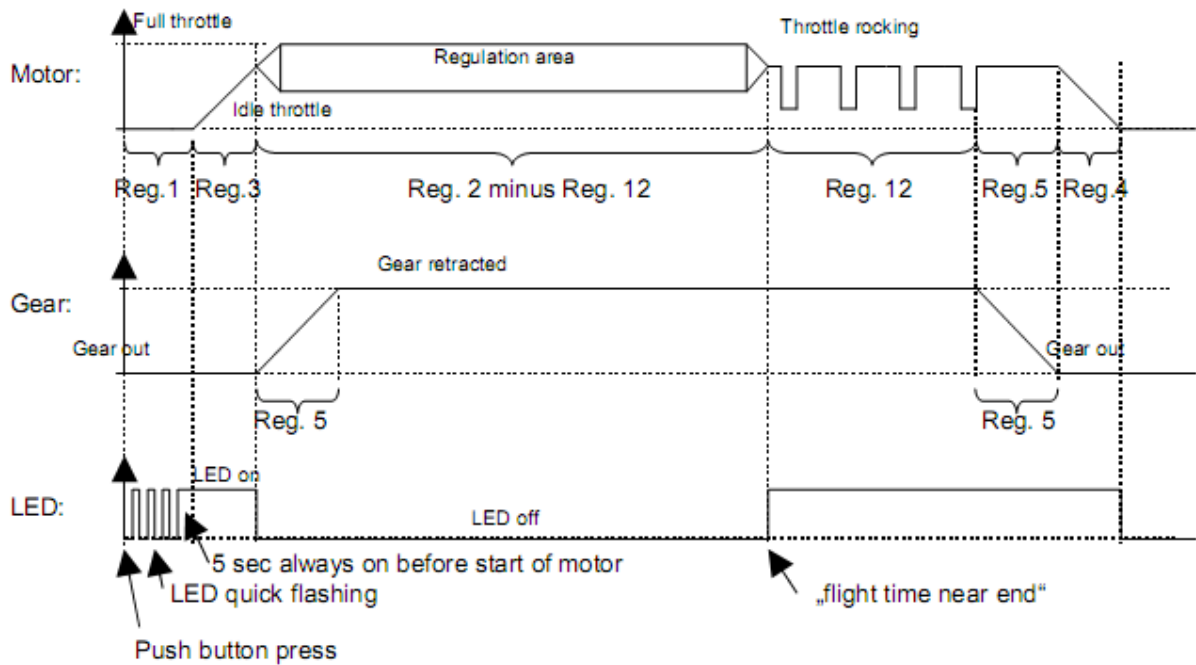 Full throttle
Throttle rocking
Motor:
Regulation area
Idle throttle
Reg.1
Reg.3
Reg. 2 minus Reg. 12
Reg. 12
Reg.5
Reg.4
Gear retracted
Gear:
Gear out
Gear out
Reg. 5
Reg. 5
LED on
LED:
LED off
5 sec always on before start of motor
LED quick flashing
„flight time near end“
Push button press